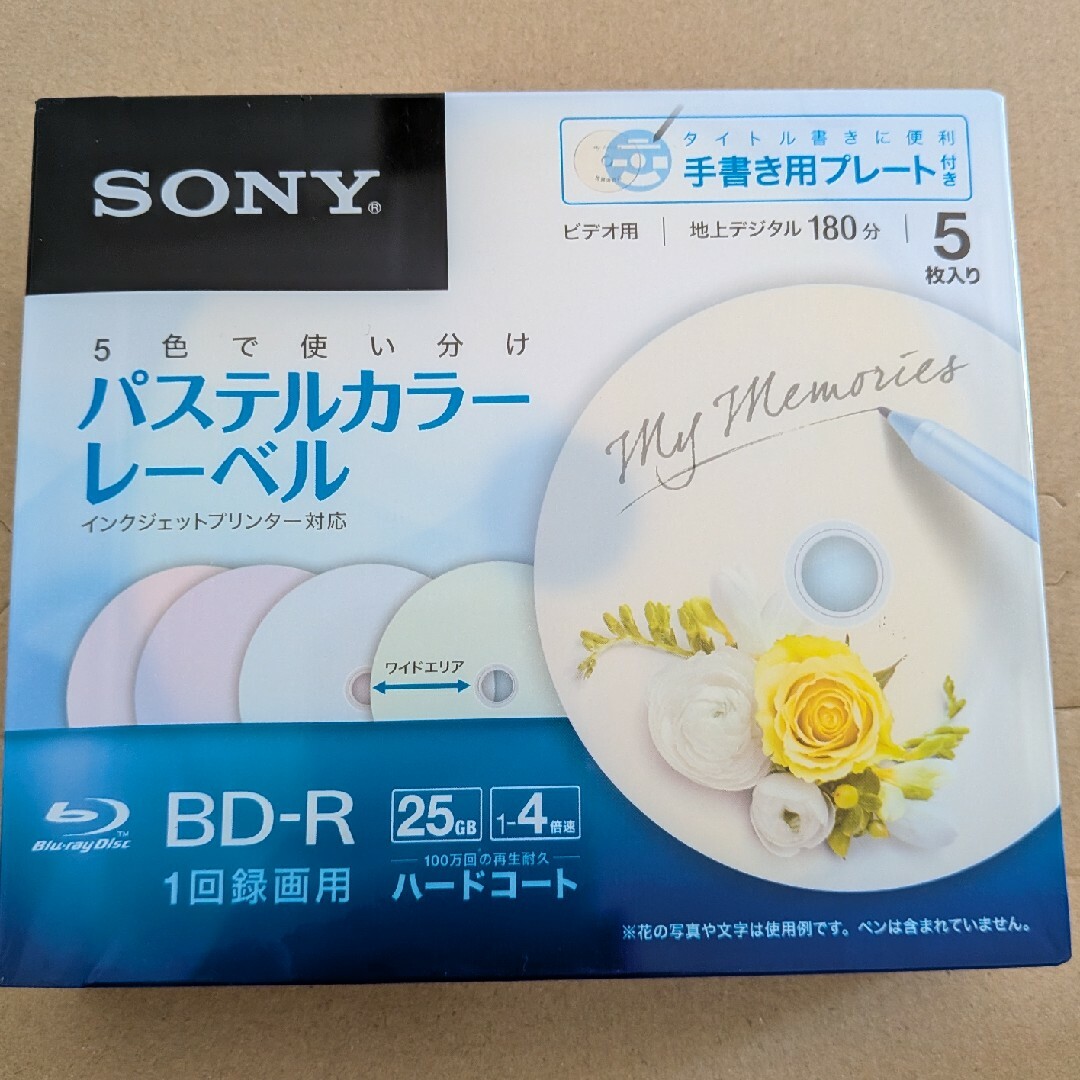 SONY®
タイトル書きに便利
手書き用プレート付き
ビデオ用 | 地上デジタル 180分 | 5枚入り
5色で使い分け
パステルカラー
レーベル
インクジェットプリンター対応
My Memories
ワイドエリア
Blu-ray Disc™
BD-R
1回録画用
25GB
1-4倍速
100万回の再生耐久
ハードコート
※花の写真や文字は使用例です。ペンは含まれていません。